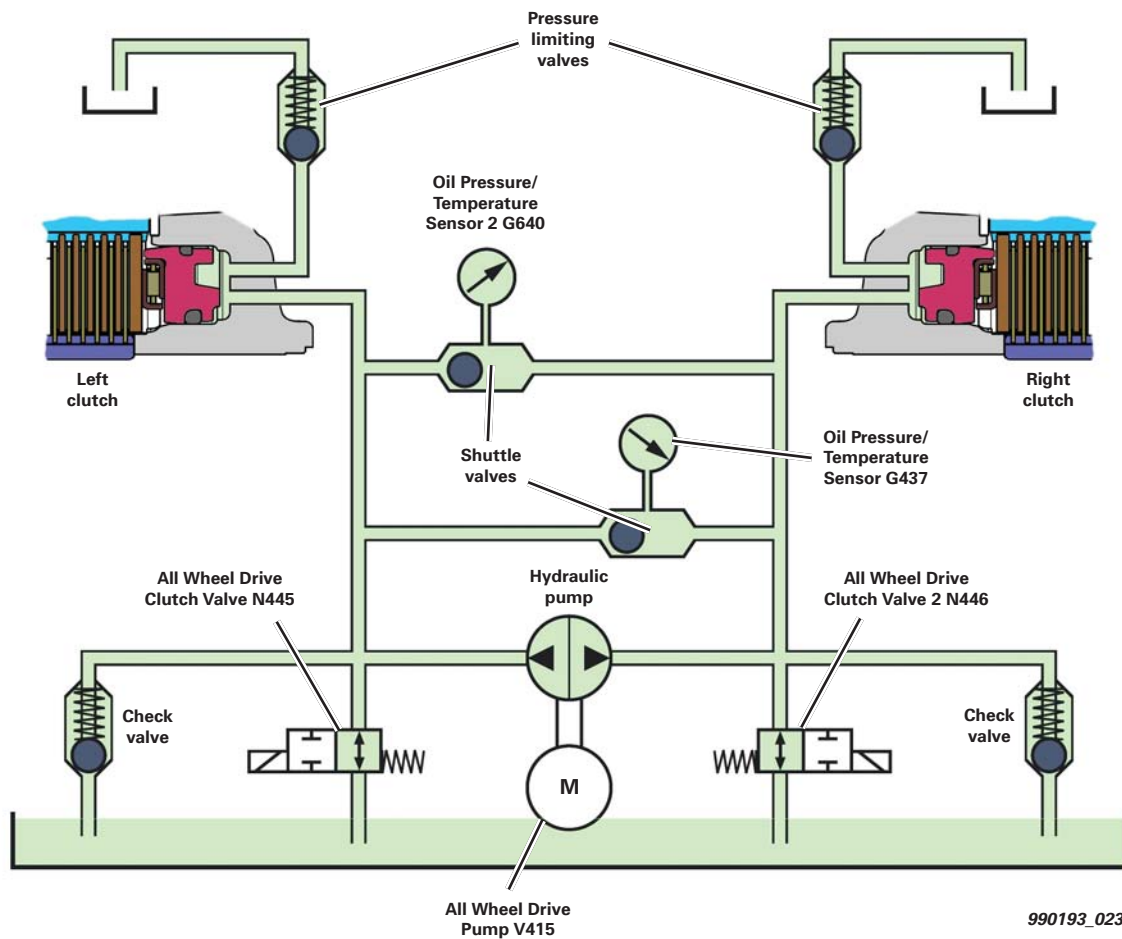 Pressure
limiting
valves
Oil Pressure/
Temperature
Sensor 2 G640
Left
clutch
Right
clutch
Shuttle
valves
Oil Pressure/
Temperature
Sensor G437
All Wheel Drive
Clutch Valve N445
Hydraulic
pump
All Wheel Drive
Clutch Valve 2 N446
Check
valve
Check
valve
M
All Wheel Drive
Pump V415
990193_023